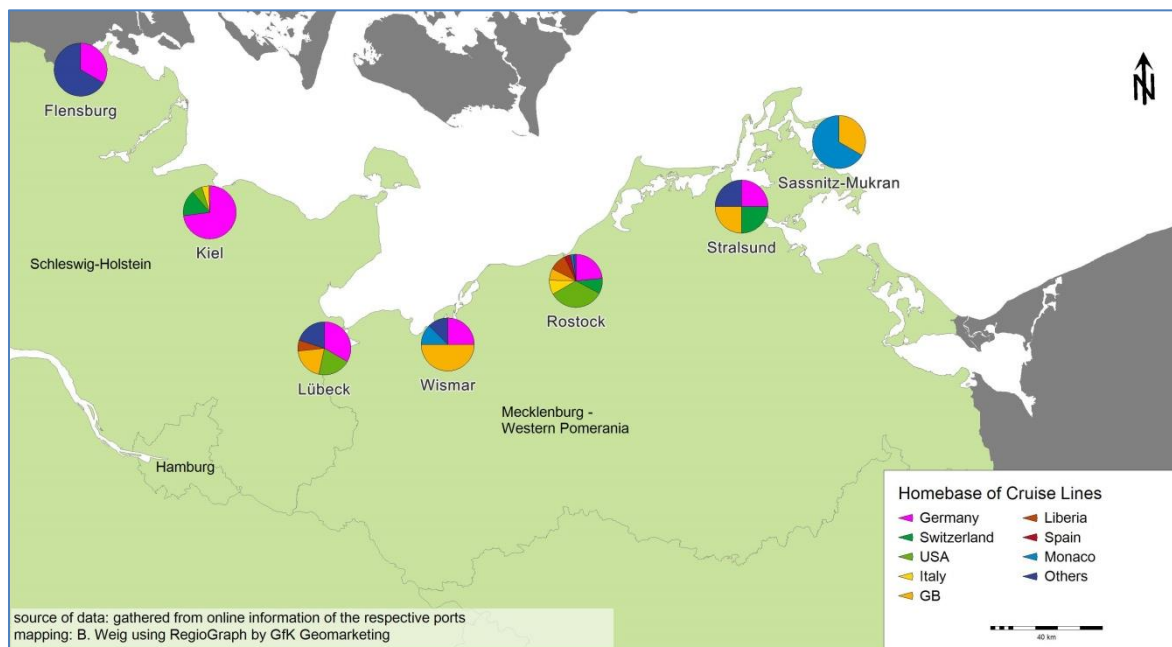 Flensburg
Sassnitz-Mukran
Kiel
Stralsund
Schleswig-Holstein
Rostock
Lübeck
Wismar
Mecklenburg -
Western Pomerania
Hamburg
N
Homebase of Cruise Lines
Germany
Switzerland
USA
Italy
GB
Liberia
Spain
Monaco
Others
source of data: gathered from online information of the respective ports
mapping: B. Weig using RegioGraph by GfK Geomarketing
40 km